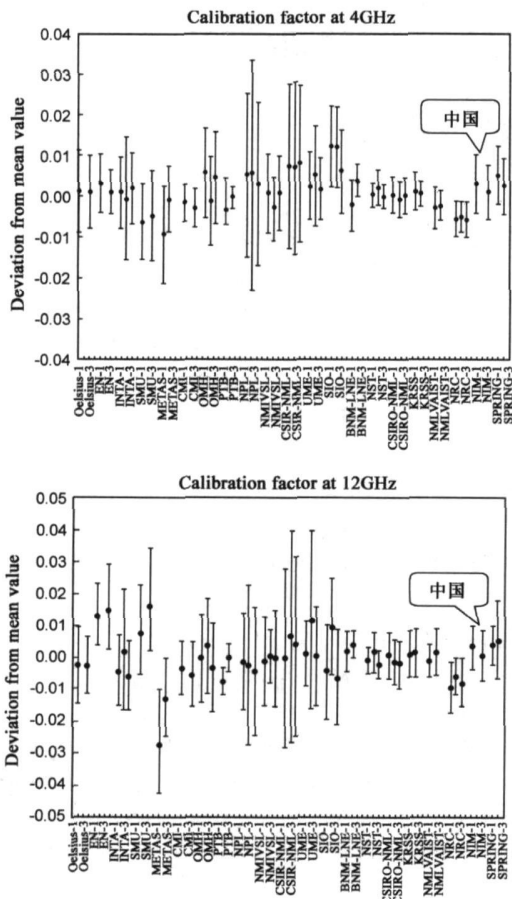 Calibration factor at 4GHz
Deviation from mean value
0.04
0.03
0.02
0.01
0.00
-0.01
-0.02
-0.03
-0.04
中国
Oelsius-1
Oelsius-3
EN-1
EN-3
INTA-1
INTA-3
SMU-1
SMU-3
METAS-1
METAS-3
CMI-1
CMI-3
OMH-1
OMH-3
PTB-1
PTB-3
NPL-1
NPL-3
NMIVSL-1
NMIVSL-3
CSIR-NML-1
CSIR-NML-3
UME-1
UME-3
SIO-1
SIO-3
BNM-LNE-1
BNM-LNE-3
NST-1
NST-3
CSIRO-NML-1
CSIRO-NML-3
KRSS-1
KRSS-3
NMLVAIST-1
NMLVAIST-3
NRC-1
NRC-3
NIM-1
NIM-3
SPRING-1
SPRING-3
Calibration factor at 12GHz
Deviation from mean value
0.05
0.04
0.03
0.02
0.01
0.00
-0.01
-0.02
-0.03
-0.04
-0.05
中国
Oelsius-1
Oelsius-3
EN-1
EN-3
INTA-1
INTA-3
SMU-1
SMU-3
METAS-1
METAS-3
CMI-1
CMI-3
OMH-1
OMH-3
PTB-1
PTB-3
NPL-1
NPL-3
NMIVSL-1
NMIVSL-3
CSIR-NML-1
CSIR-NML-3
UME-1
UME-3
SIO-1
SIO-3
BNM-LNE-1
BNM-LNE-3
NST-1
NST-3
CSIRO-NML-1
CSIRO-NML-3
KRSS-1
KRSS-3
NMLVAIST-1
NMLVAIST-3
NRC-1
NRC-3
NIM-1
NIM-3
SPRING-1
SPRING-3